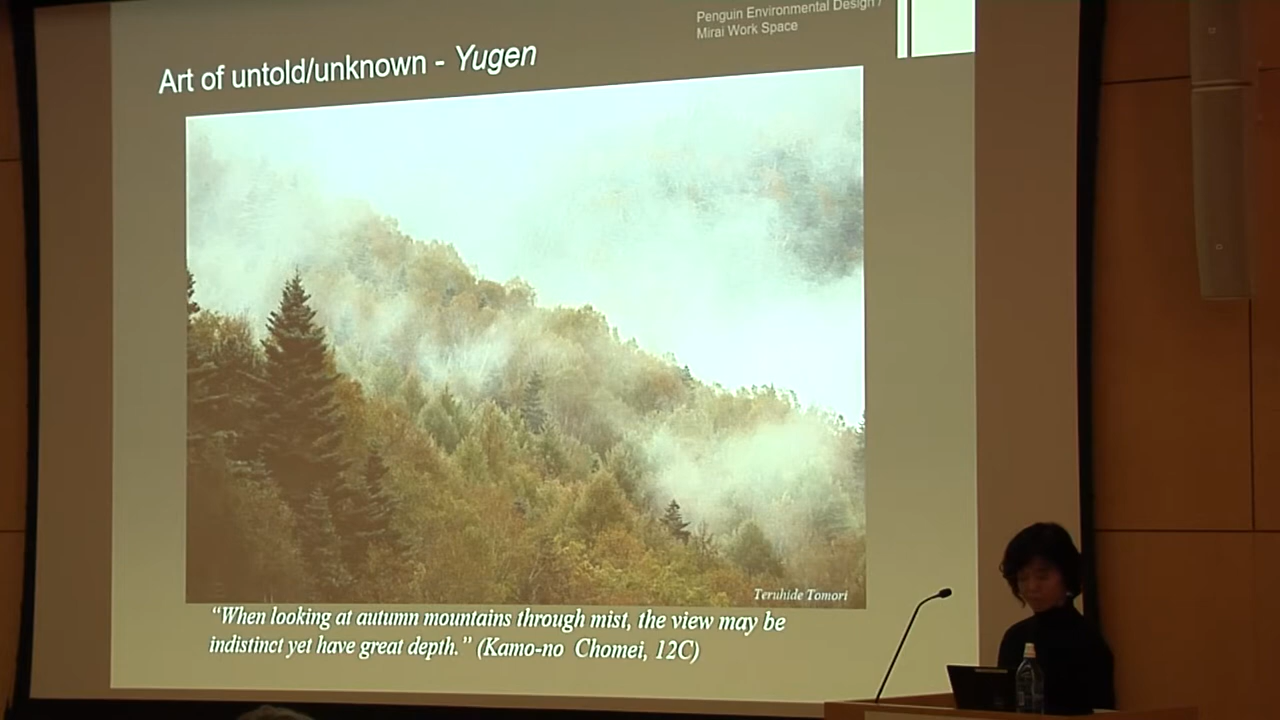 Penguin Environmental Design /
Mirai Work Space
Art of untold/unknown - Yugen
Teruhide Tomori
“When looking at autumn mountains through mist, the view may be
indistinct yet have great depth.” (Kamo-no Chomei, 12C)